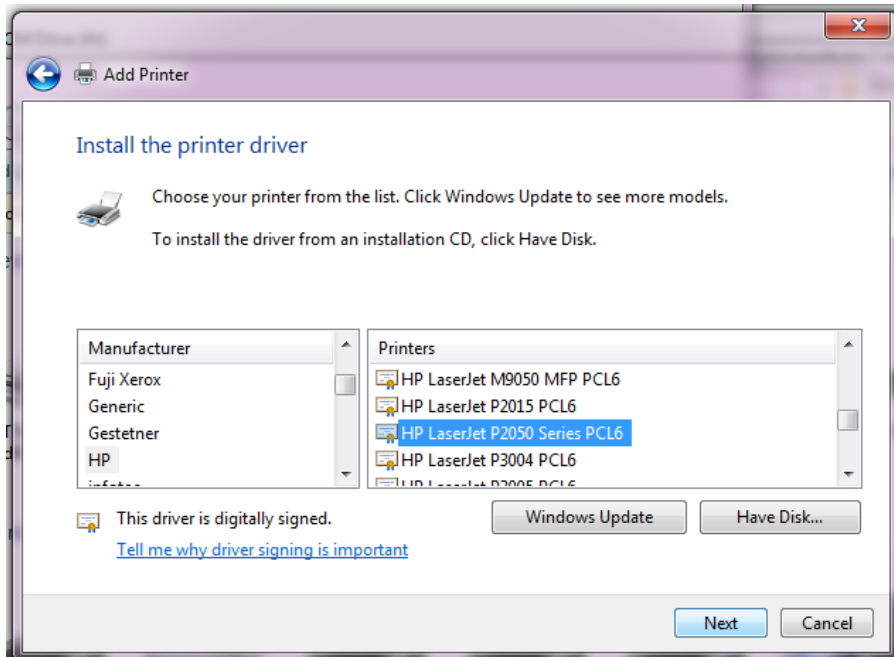 Add Printer
Install the printer driver
Choose your printer from the list. Click Windows Update to see more models.
To install the driver from an installation CD, click Have Disk.
Manufacturer
Fuji Xerox
Generic
Gestetner
HP
Printers
HP LaserJet M9050 MFP PCL6
HP LaserJet P2015 PCL6
HP LaserJet P2050 Series PCL6
HP LaserJet P3004 PCL6
This driver is digitally signed.
Tell me why driver signing is important
Windows Update
Have Disk...
Next
Cancel